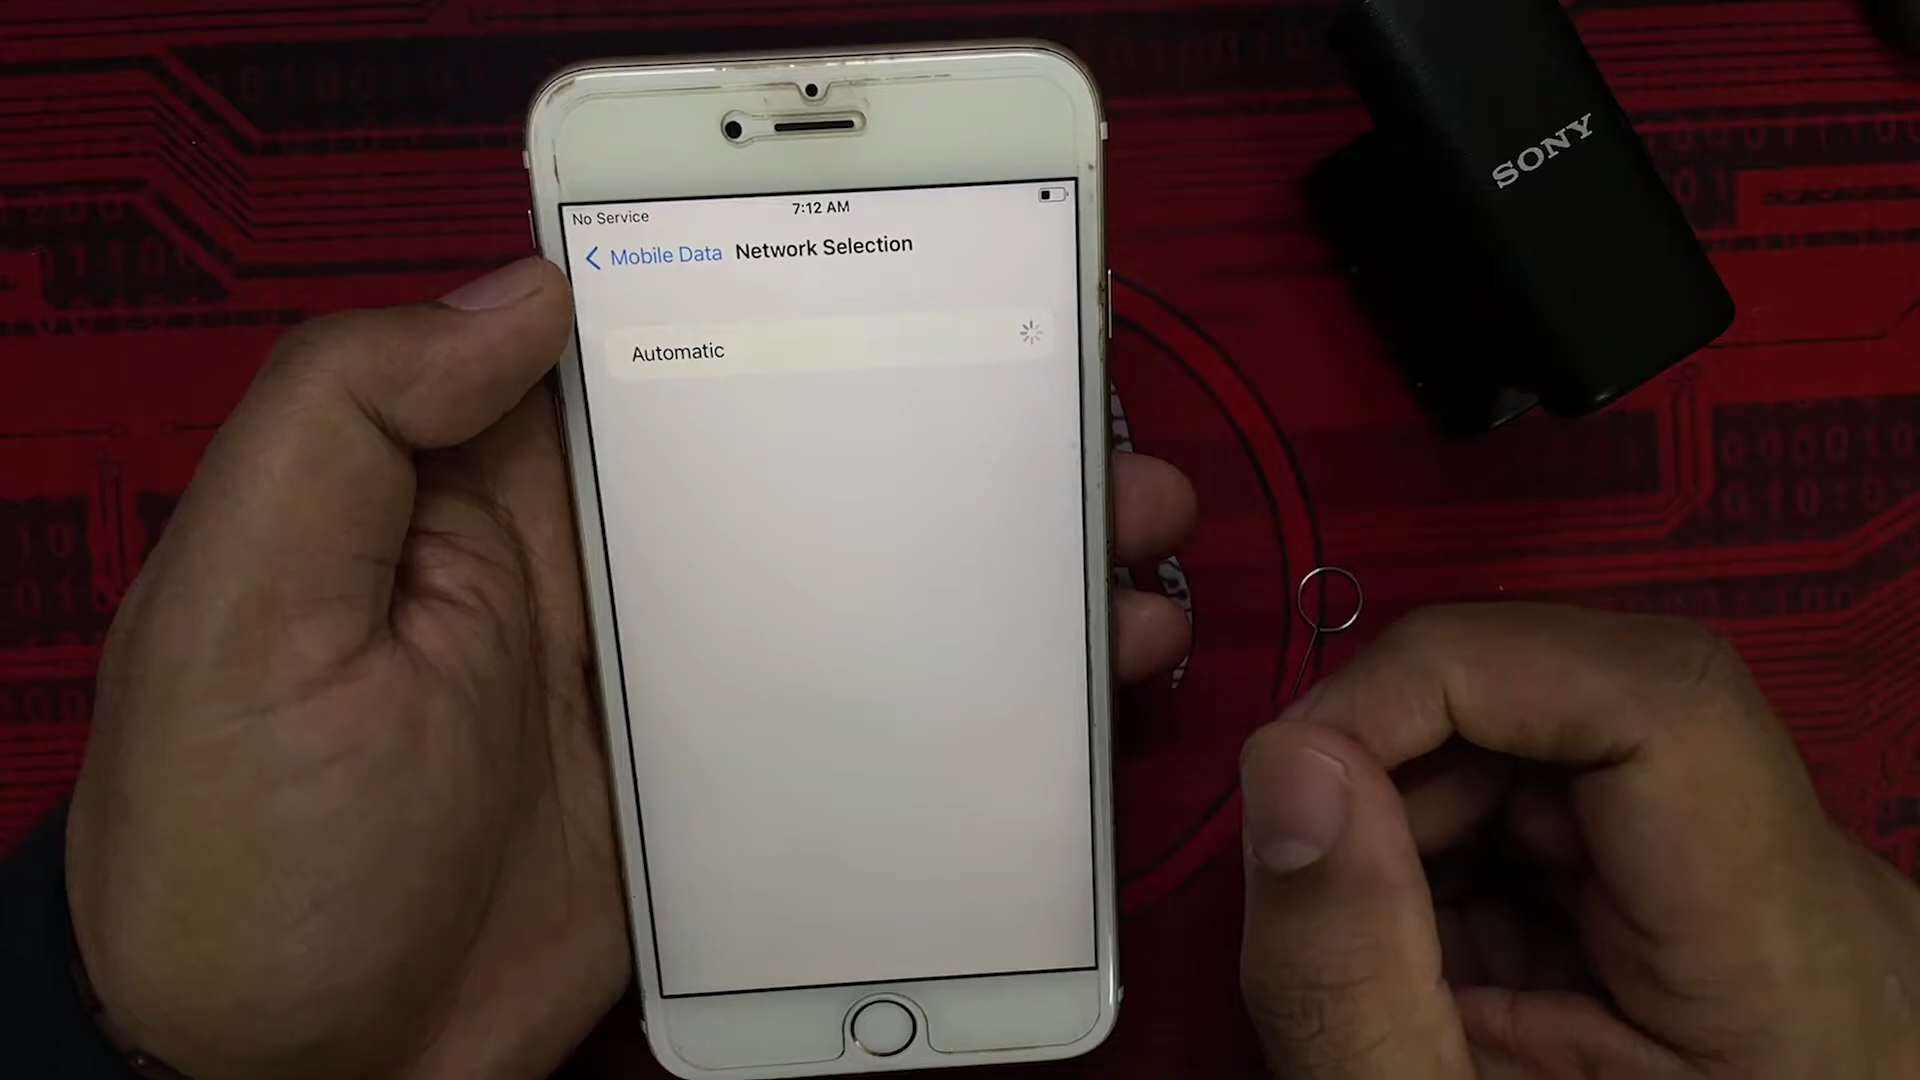 SONY
No Service
7:12 AM
Mobile Data
Network Selection
Automatic